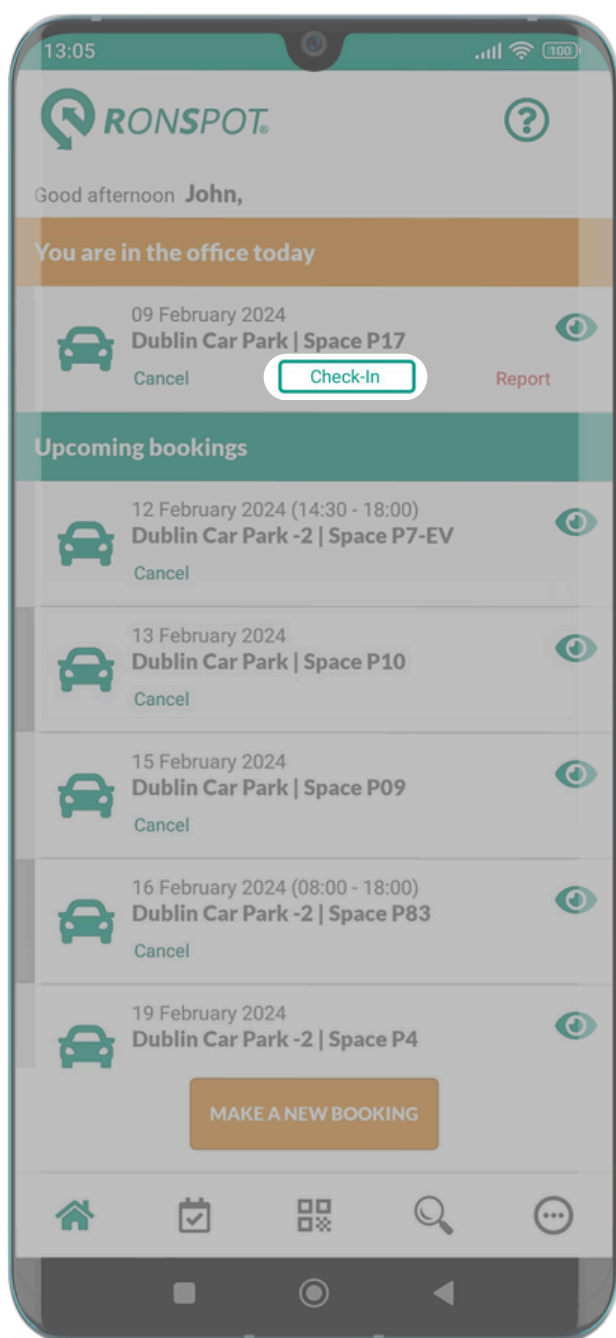 13:05
100
RONSPOT®
Good afternoon John,
You are in the office today
09 February 2024
Dublin Car Park | Space P17
Cancel Check-In Report
Upcoming bookings
12 February 2024 (14:30 - 18:00)
Dublin Car Park -2 | Space P7-EV
Cancel
13 February 2024
Dublin Car Park | Space P10
Cancel
15 February 2024
Dublin Car Park | Space P09
Cancel
16 February 2024 (08:00 - 18:00)
Dublin Car Park -2 | Space P83
Cancel
19 February 2024
Dublin Car Park -2 | Space P4
MAKE A NEW BOOKING